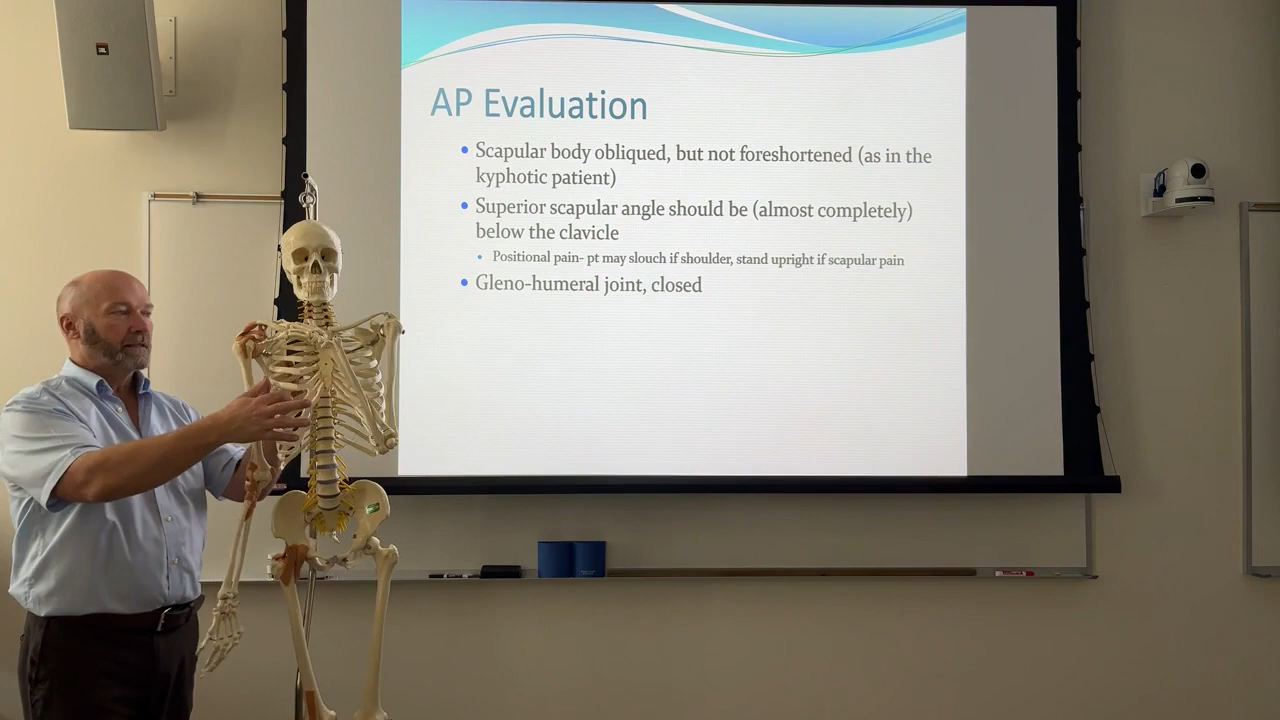 JBL
AP Evaluation
Scapular body obliqued, but not foreshortened (as in the
kyphotic patient)
Superior scapular angle should be (almost completely)
below the clavicle
Positional pain- pt may slouch if shoulder, stand upright if scapular pain
Gleno-humeral joint, closed